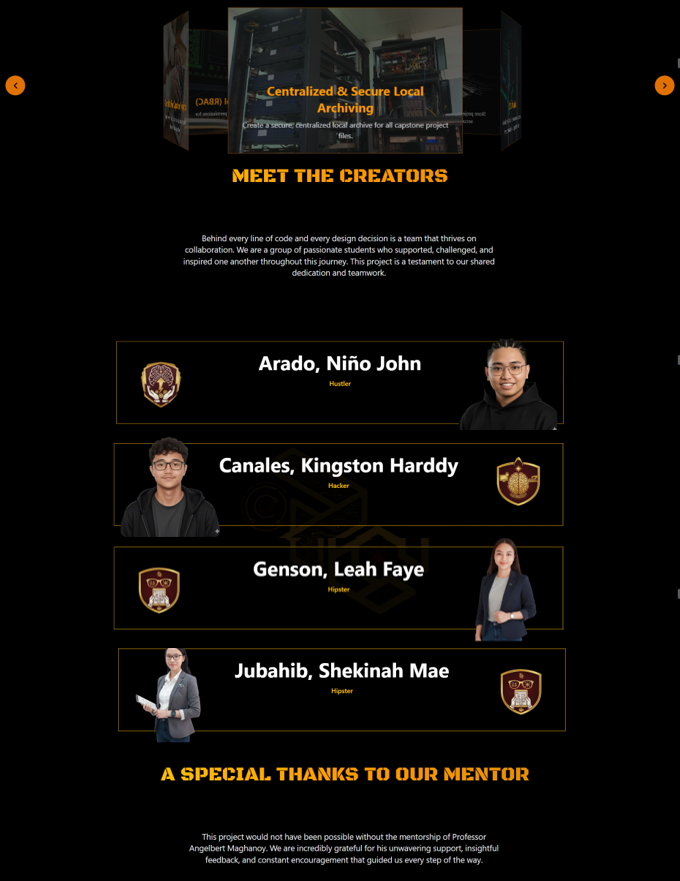 Centralized & Secure Local
Archiving
Create a secure, centralized local archive for all capstone project
files.
(RBAC)
MEET THE CREATORS
Behind every line of code and every design decision is a team that thrives on
collaboration. We are a group of passionate students who supported, challenged, and
inspired one another throughout this journey. This project is a testament to our shared
dedication and teamwork.
Arado, Niño John
Hustler
Canales, Kingston Harddy
Hacker
Genson, Leah Faye
Hipster
Jubahib, Shekinah Mae
Hipster
A SPECIAL THANKS TO OUR MENTOR
This project would not have been possible without the mentorship of Professor
Angelbert Maghanoy. We are incredibly grateful for his unwavering support, insightful
feedback, and constant encouragement that guided us every step of the way.